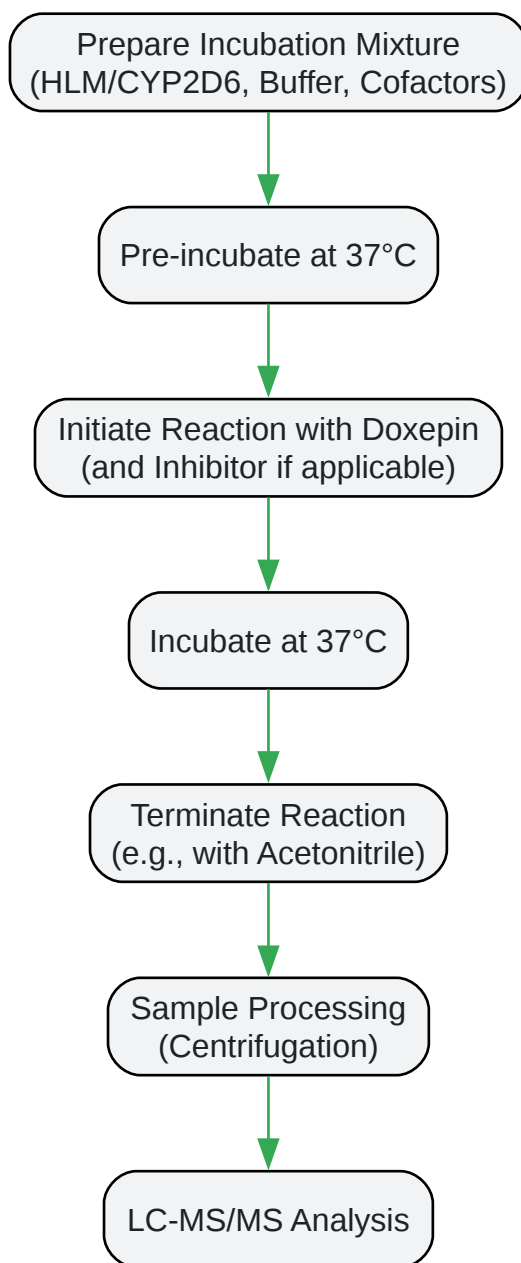 Prepare Incubation Mixture
(HLM/CYP2D6, Buffer, Cofactors)
Pre-incubate at 37°C
Initiate Reaction with Doxepin
(and Inhibitor if applicable)
Incubate at 37°C
Terminate Reaction
(e.g., with Acetonitrile)
Sample Processing
(Centrifugation)
LC-MS/MS Analysis